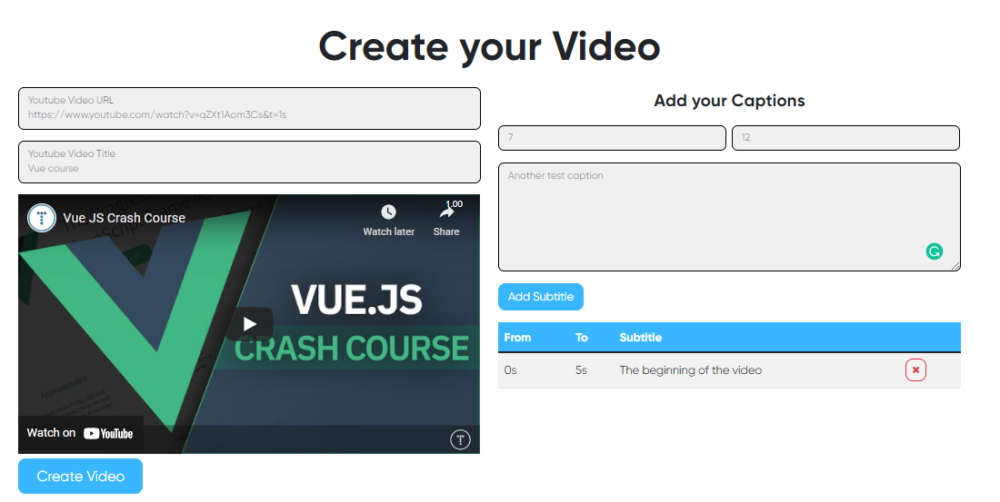 Create your Video
Youtube Video URL
https://www.youtube.com/watch?v=qZXt1Aom3Cs&t=1s
Youtube Video Title
Vue course
Vue JS Crash Course
Watch later
1.00
Share
VUE.JS
CRASH COURSE
Approachable
Watch on YouTube
Create Video
Add your Captions
7 12
Another test caption
Add Subtitle
From To Subtitle
0s 5s The beginning of the video